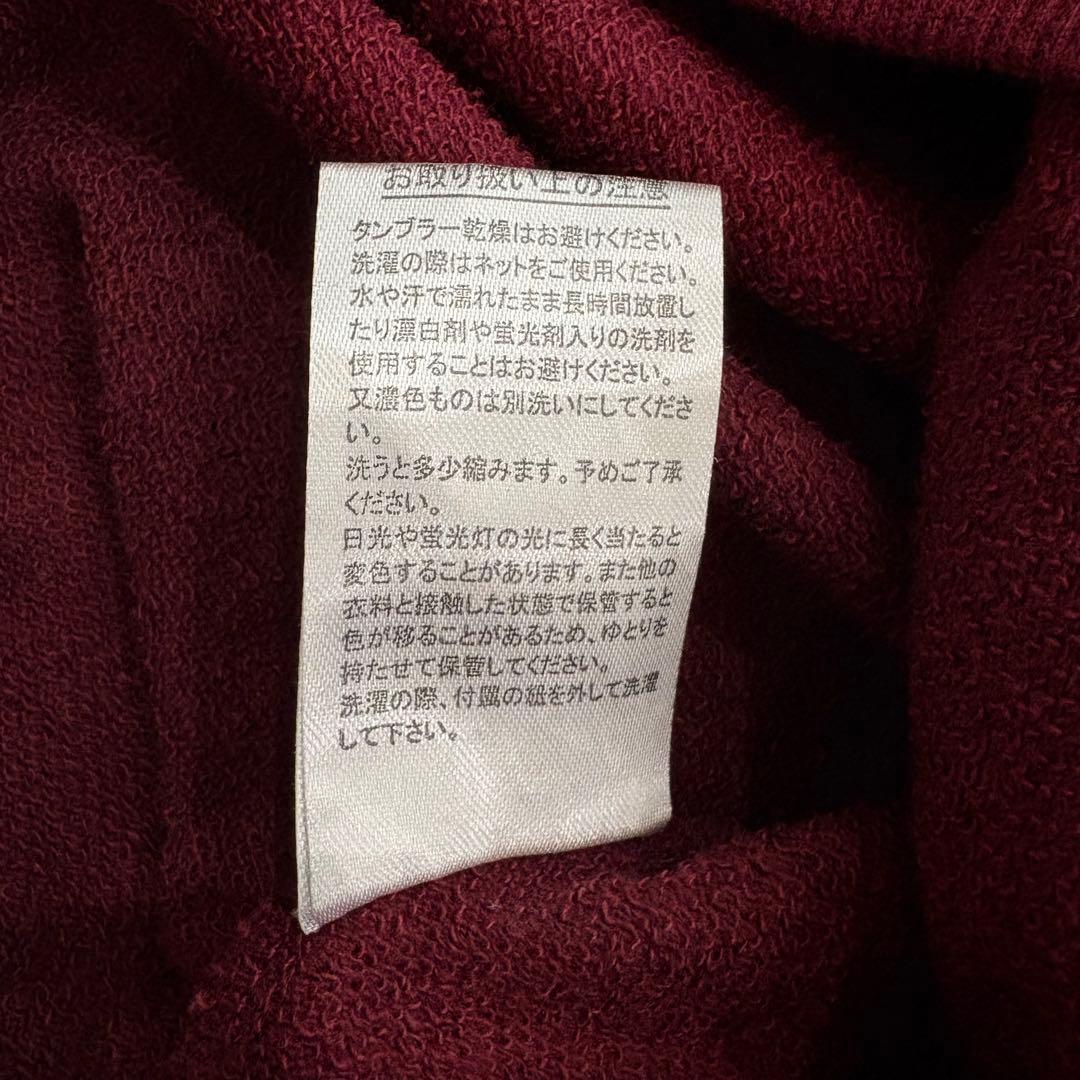 お取り扱い上の注意
タンブラー乾燥はお避けください。
洗濯の際はネットをご使用ください。
水や汗で濡れたまま長時間放置し
たり漂白剤や蛍光剤入りの洗剤を
使用することはお避けください。
又濃色ものは別洗いにしてくださ
い。
洗うと多少縮みます。予めご了承
ください。
日光や蛍光灯の光に長く当たると
変色することがあります。また他の
衣料と接触した状態で保管すると
色が移ることがあるため、ゆとりを
持たせて保管してください。
洗濯の際、付属の紙を外して洗濯
して下さい。